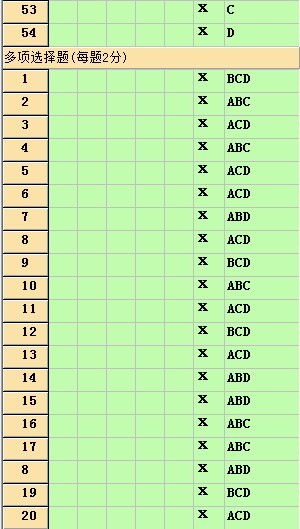 53 X C
54 X D
多项选择题(每题2分)
1 X BCD
2 X ABC
3 X ACD
4 X ABC
5 X ACD
6 X ACD
7 X ABD
8 X ACD
9 X BCD
10 X ABC
11 X ACD
12 X BCD
13 X ACD
14 X ABD
15 X ABD
16 X ABC
17 X ABC
8 X ABD
19 X BCD
20 X ACD